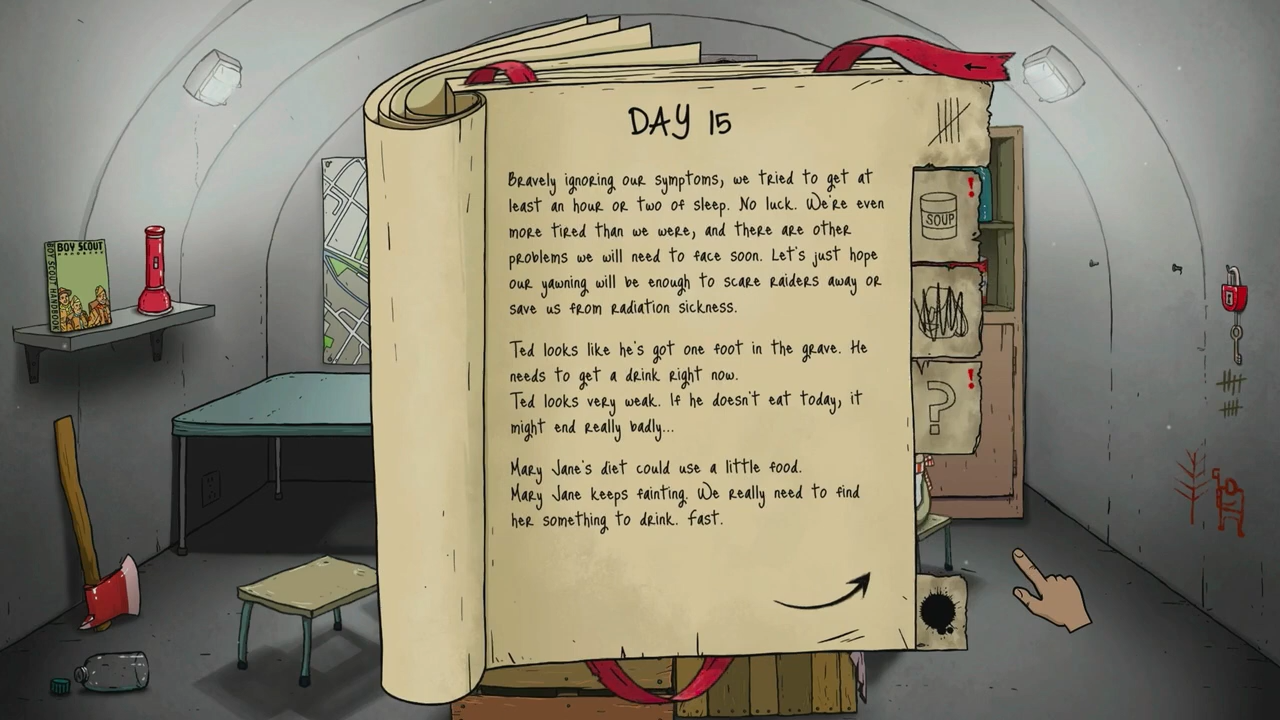 DAY 15
Bravely ignoring our symptoms, we tried to get at
least an hour or two of sleep. No luck. We're even
more tired than we were, and there are other
problems we will need to face soon. Let's just hope
our yawning will be enough to scare raiders away or
save us from radiation sickness.
Ted looks like he's got one foot in the grave. He
needs to get a drink right now.
Ted looks very weak. If he doesn't eat today, it
might end really badly...
Mary Jane's diet could use a little food.
Mary Jane keeps fainting. We really need to find
her something to drink. Fast.
!
SOUP
!
?
BOY SCOUT
HANDBOOK
BOY SCOUT HANDBOOK